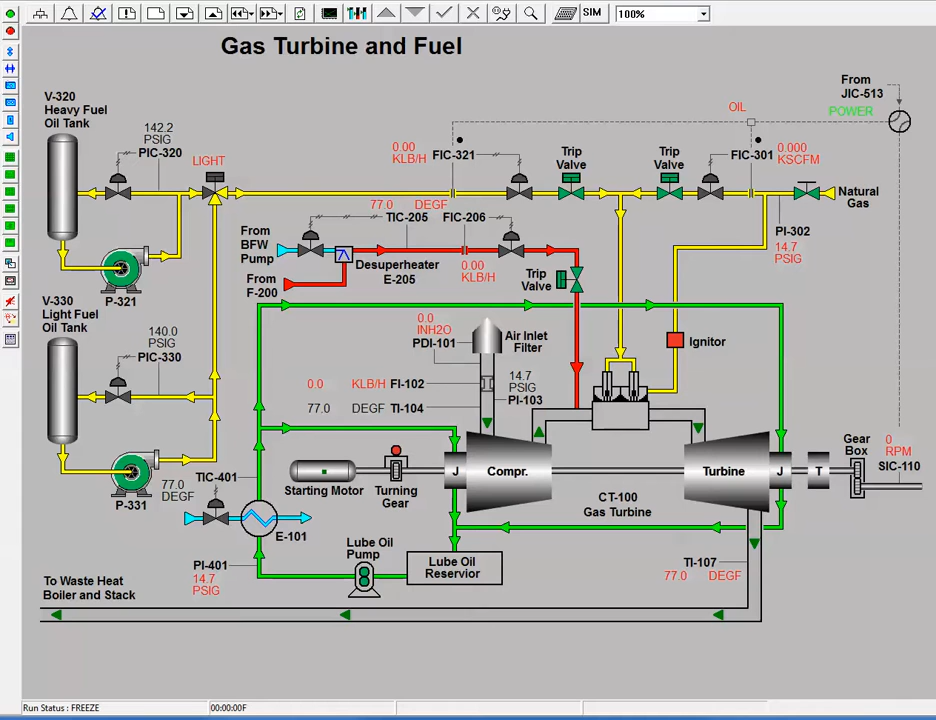 SIM
100%
Gas Turbine and Fuel
From
JIC-513
POWER
OIL
V-320
Heavy Fuel
Oil Tank
142.2
PSIG
PIC-320
LIGHT
0.00
KLB/H
FIC-321
Trip
Valve
Trip
Valve
FIC-301
0.000
KSCFM
Natural
Gas
77.0 DEGF
TIC-205
FIC-206
PI-302
14.7
PSIG
From
BFW
Pump
Desuperheater
E-205
0.00
KLB/H
Trip
Valve
From
F-200
P-321
V-330
Light Fuel
Oil Tank
140.0
PSIG
PIC-330
0.0
INH2O
PDI-101
Air Inlet
Filter
Ignitor
0.0 KLB/H FI-102
14.7
PSIG
PI-103
77.0 DEGF TI-104
Gear
Box
0
RPM
SIC-110
TIC-401
77.0
DEGF
P-331
Starting Motor
Turning
Gear
J
Compr.
Turbine
J
T
CT-100
Gas Turbine
E-101
Lube Oil
Pump
Lube Oil
Reservior
PI-401
14.7
PSIG
TI-107
77.0 DEGF
To Waste Heat
Boiler and Stack
Run Status : FREEZE
00:00:00F